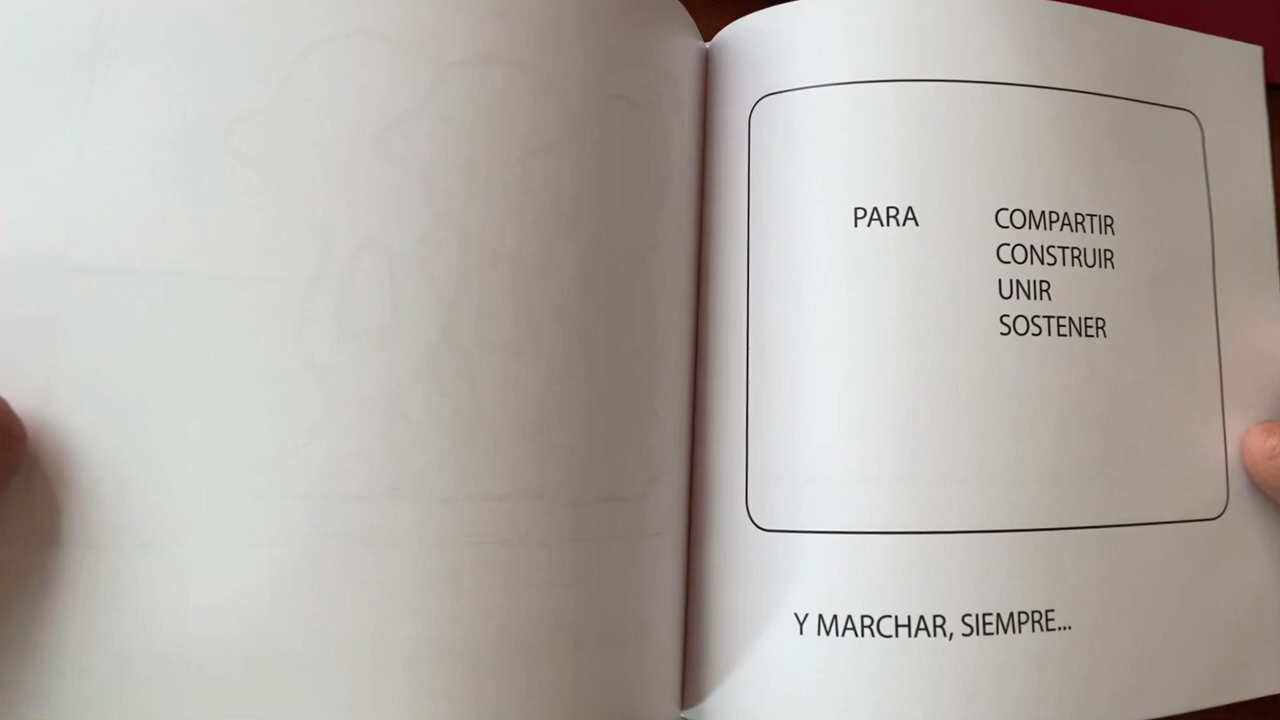 PARA COMPARTIR
CONSTRUIR
UNIR
SOSTENER
Y MARCHAR, SIEMPRE...